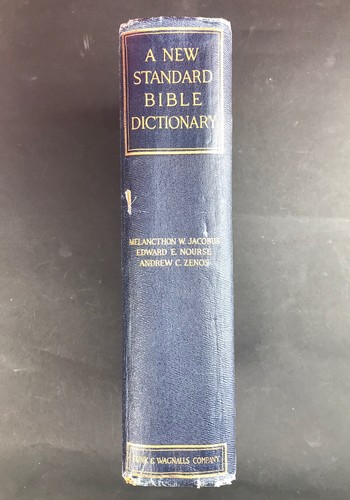 A NEW
STANDARD
BIBLE
DICTIONARY
MELANCTHON W. JACOBUS
EDWARD E. NOURSE
ANDREW C. ZENOS
FUNK & WAGNALLS COMPANY